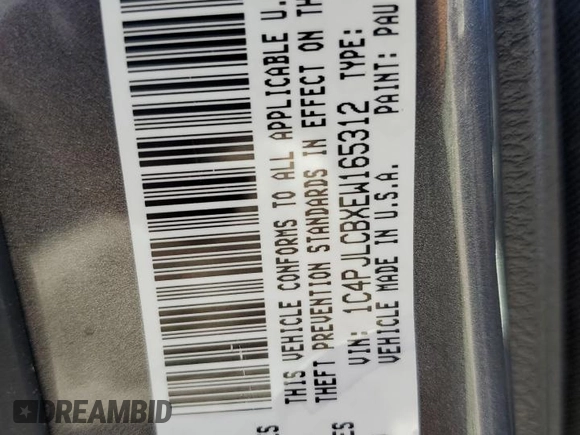 THIS VEHICLE CONFORMS TO ALL APPLICABLE U.
THEFT PREVENTION STANDARDS IN EFFECT ON TH
VIN: 1C4PJLCBXEW165312 TYPE:
VEHICLE MADE IN U.S.A. PAINT: PAU
DREAMBID